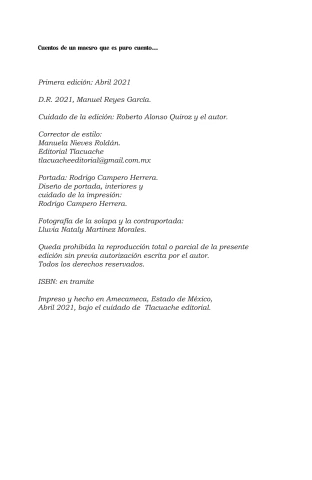 Cuentos de un maesro que es puro cuento....
Primera edición: Abril 2021
D.R. 2021, Manuel Reyes García.
Cuidado de la edición: Roberto Alonso Quiroz y el autor.
Corrector de estilo:
Manuela Nieves Roldán.
Editorial Tlacuache
tlacuacheeditorial@gmail.com.mx
Portada: Rodrigo Campero Herrera.
Diseño de portada, interiores y
cuidado de la impresión:
Rodrigo Campero Herrera.
Fotografía de la solapa y la contraportada:
Lluvia Nataly Martínez Morales.
Queda prohibida la reproducción total o parcial de la presente
edición sin previa autorización escrita por el autor.
Todos los derechos reservados.
ISBN: en tramite
Impreso y hecho en Amecameca, Estado de México,
Abril 2021, bajo el cuidado de Tlacuache editorial.